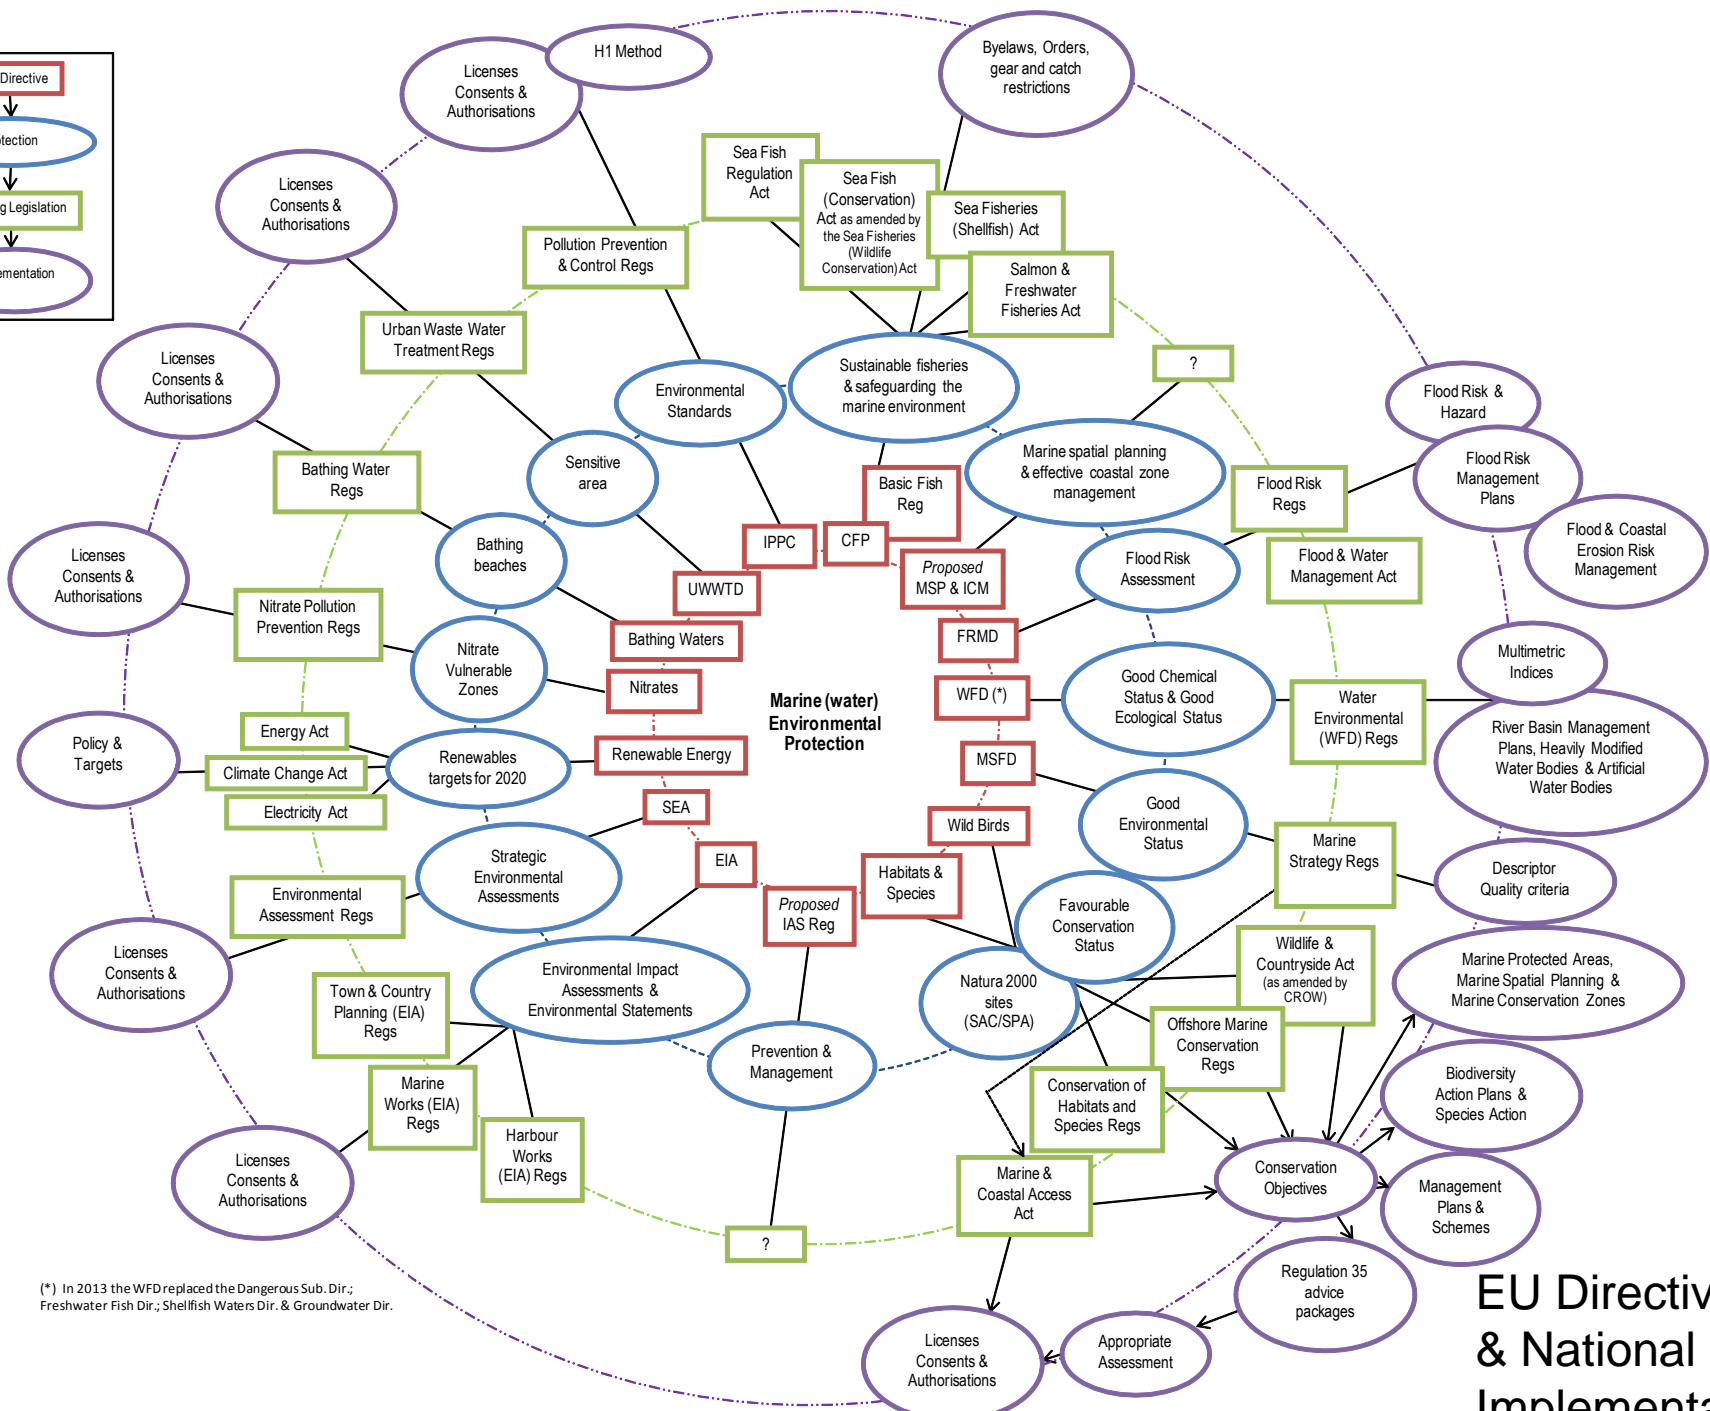 Directive
tection
g Legislation
ementation
H1 Method
Licenses
Consents &
Authorisations
Byelaws, Orders,
gear and catch
restrictions
Licenses
Consents &
Authorisations
Sea Fish
Regulation
Act
Sea Fish
(Conservation)
Act as amended by
the Sea Fisheries
(Wildlife
Conservation) Act
Sea Fisheries
(Shellfish) Act
Salmon &
Freshwater
Fisheries Act
Pollution Prevention
& Control Regs
Urban Waste Water
Treatment Regs
Licenses
Consents &
Authorisations
Environmental
Standards
Sustainable fisheries
& safeguarding the
marine environment
?
Flood Risk &
Hazard
Bathing Water
Regs
Sensitive
area
Basic Fish
Reg
Marine spatial planning
& effective coastal zone
management
Flood Risk
Regs
Flood Risk
Management
Plans
Flood & Coastal
Erosion Risk
Management
Licenses
Consents &
Authorisations
Bathing
beaches
IPPC
CFP
Proposed
MSP & ICM
Flood Risk
Assessment
Flood & Water
Management Act
UWWTD
Nitrate Pollution
Prevention Regs
Bathing Waters
FRMD
Nitrate
Vulnerable
Zones
Nitrates
WFD (*)
Good Chemical
Status & Good
Ecological Status
Water
Environmental
(WFD) Regs
Multimetric
Indices
Marine (water)
Environmental
Protection
River Basin Management
Plans, Heavily Modified
Water Bodies & Artificial
Water Bodies
Policy &
Targets
Energy Act
Climate Change Act
Electricity Act
Renewables
targets for 2020
Renewable Energy
MSFD
SEA
Wild Birds
Good
Environmental
Status
Marine
Strategy Regs
Descriptor
Quality criteria
Strategic
Environmental
Assessments
EIA
Habitats &
Species
Environmental
Assessment Regs
Proposed
IAS Reg
Favourable
Conservation
Status
Wildlife &
Countryside Act
(as amended by
CROW)
Marine Protected Areas,
Marine Spatial Planning &
Marine Conservation Zones
Licenses
Consents &
Authorisations
Town & Country
Planning (EIA)
Regs
Environmental Impact
Assessments &
Environmental Statements
Natura 2000
sites
(SAC/SPA)
Offshore Marine
Conservation
Regs
Prevention &
Management
Marine
Works (EIA)
Regs
Conservation of
Habitats and
Species Regs
Biodiversity
Action Plans &
Species Action
Harbour
Works
(EIA) Regs
Licenses
Consents &
Authorisations
Marine &
Coastal Access
Act
Conservation
Objectives
Management
Plans &
Schemes
?
Regulation 35
advice
packages
(*) In 2013 the WFD replaced the Dangerous Sub. Dir.;
Freshwater Fish Dir.; Shellfish Waters Dir. & Groundwater Dir.
Licenses
Consents &
Authorisations
Appropriate
Assessment
EU Directiv
& National
Implementa